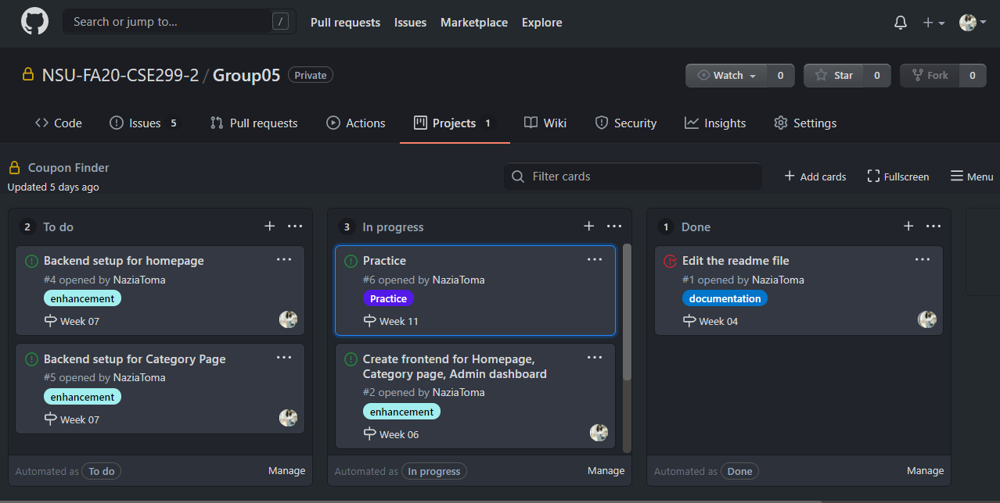 Search or jump to... /
Pull requests Issues Marketplace Explore
NSU-FA20-CSE299-2 / Group05 Private
Watch 0 Star 0 Fork 0
Code Issues 5 Pull requests Actions Projects 1 Wiki Security Insights Settings
Coupon Finder
Updated 5 days ago
Filter cards
Add cards Fullscreen Menu
2 To do
Backend setup for homepage
#4 opened by NaziaToma
enhancement
Week 07
Backend setup for Category Page
#5 opened by NaziaToma
enhancement
Week 07
Automated as To do Manage
3 In progress
Practice
#6 opened by NaziaToma
Practice
Week 11
Create frontend for Homepage,
Category page, Admin dashboard
#2 opened by NaziaToma
enhancement
Week 06
Automated as In progress Manage
1 Done
Edit the readme file
#1 opened by NaziaToma
documentation
Week 04
Automated as Done Manage